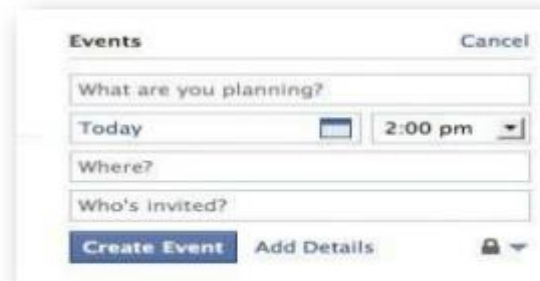 Events Cancel
What are you planning?
Today 2:00 pm
Where?
Who's invited?
Create Event Add Details